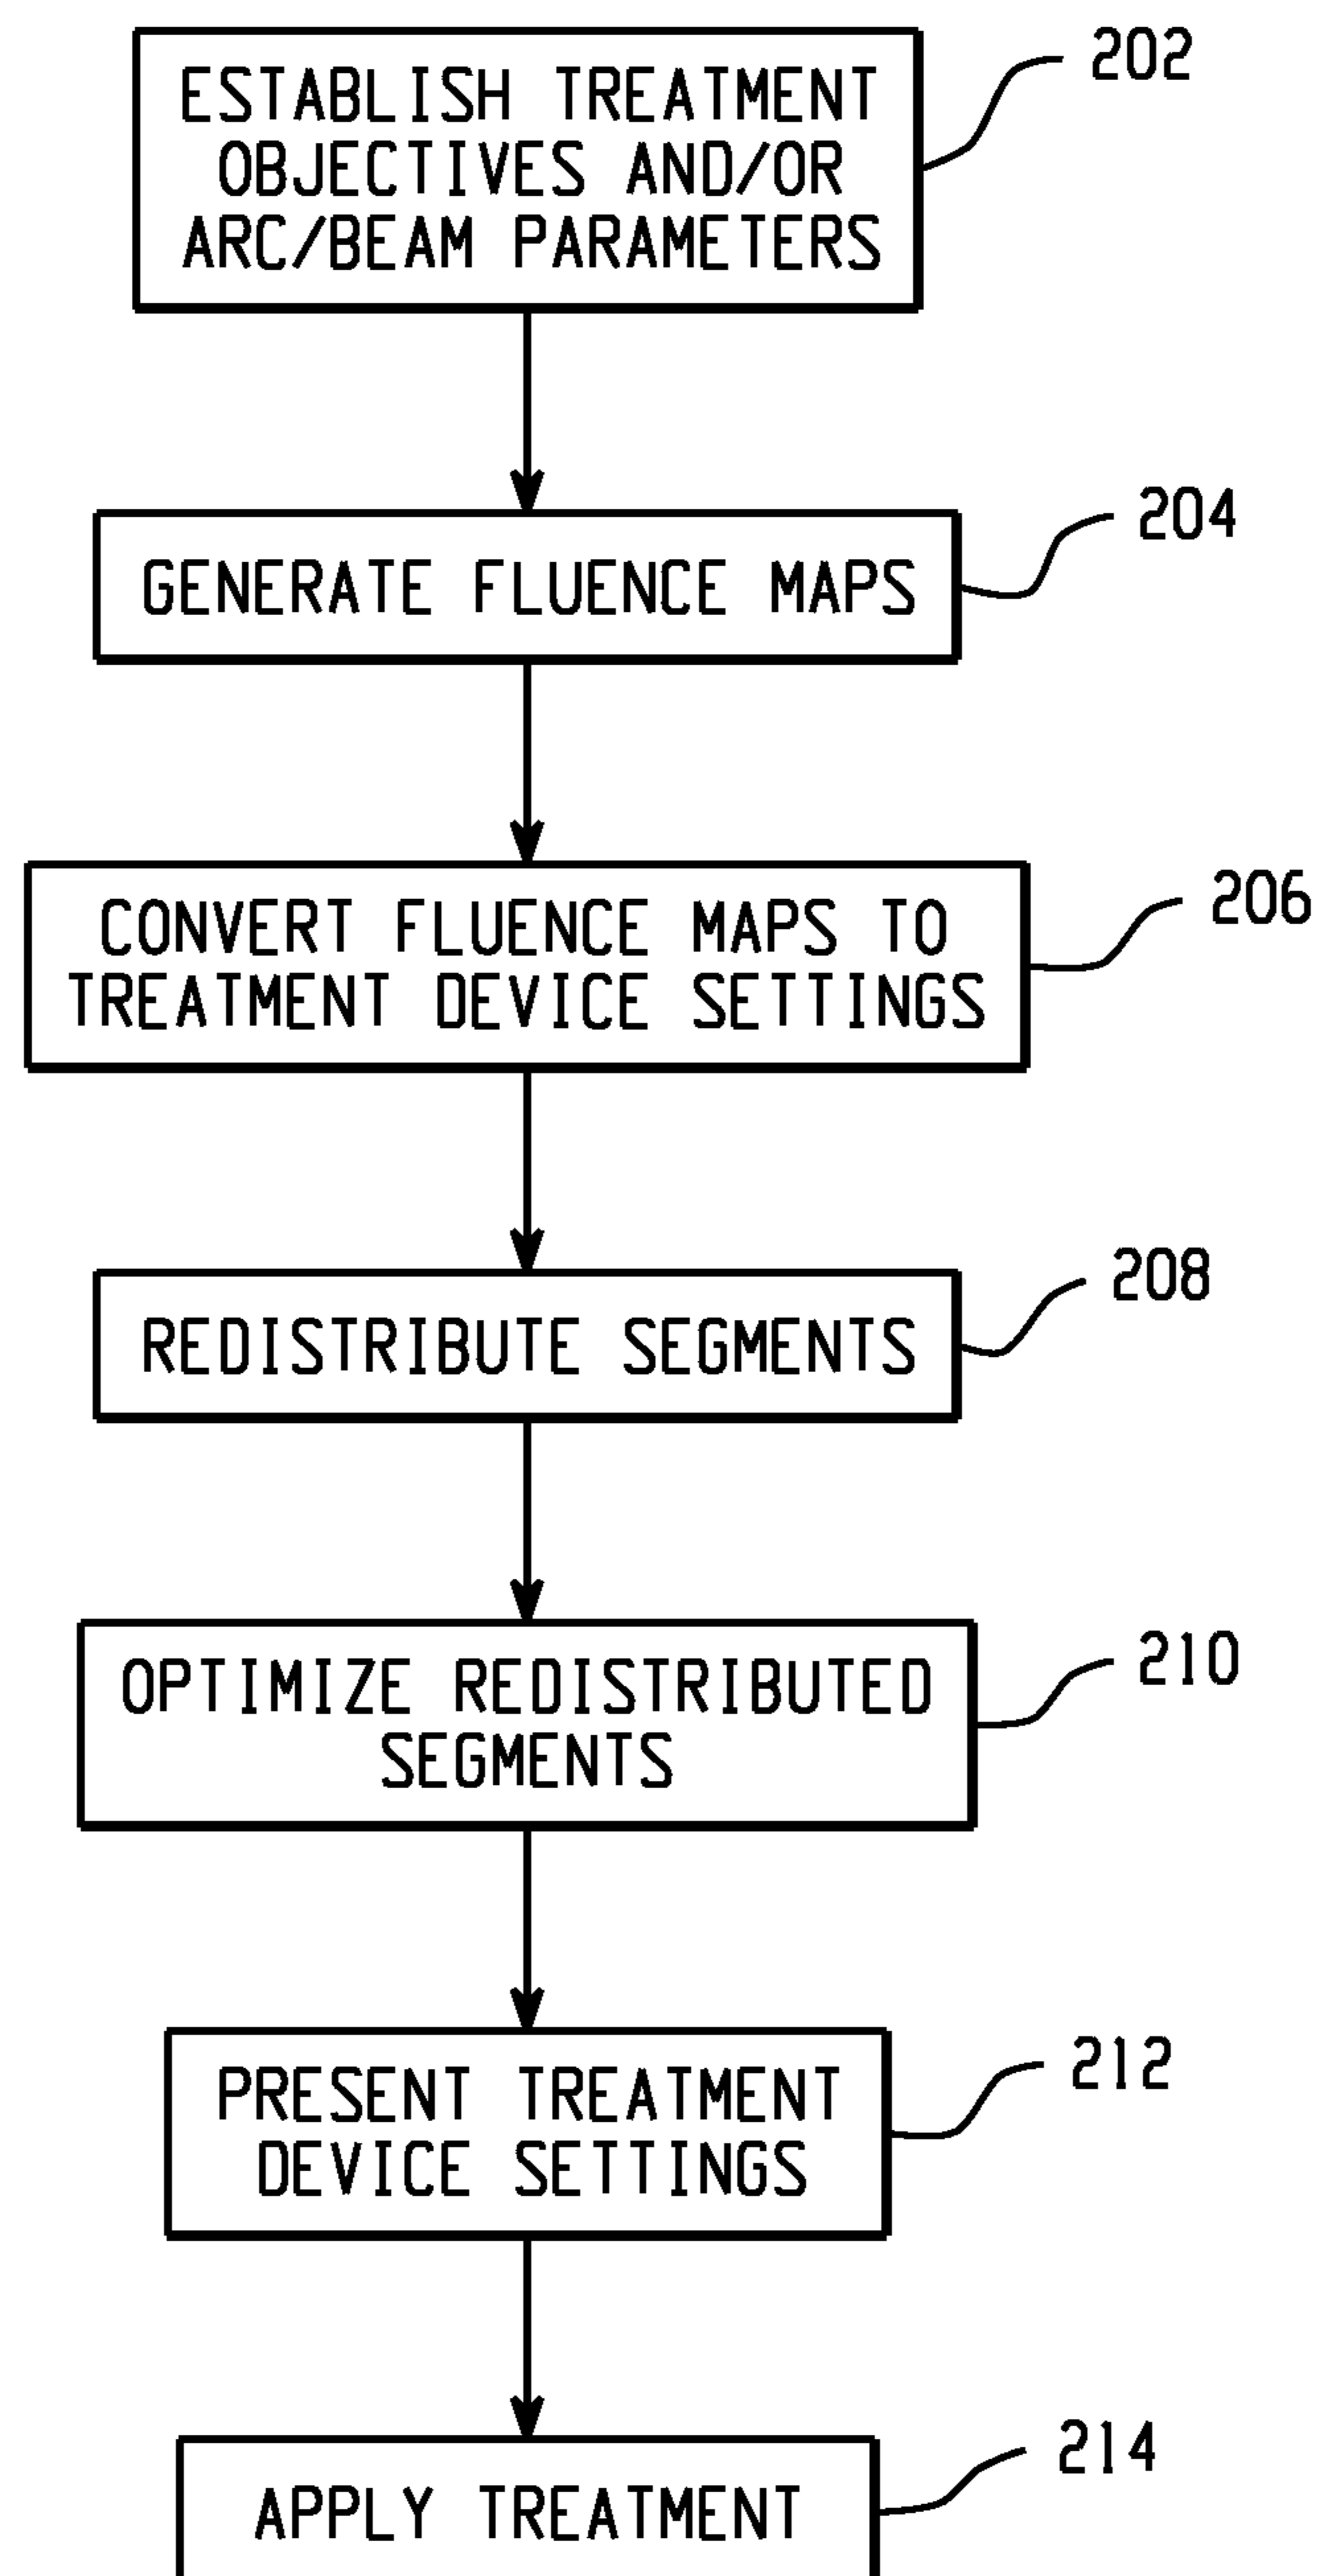 ESTABLISH TREATMENT
OBJECTIVES AND/OR
ARC/BEAM PARAMETERS
202
GENERATE FLUENCE MAPS
204
CONVERT FLUENCE MAPS TO
TREATMENT DEVICE SETTINGS
206
REDISTRIBUTE SEGMENTS
208
OPTIMIZE REDISTRIBUTED
SEGMENTS
210
PRESENT TREATMENT
DEVICE SETTINGS
212
APPLY TREATMENT
214